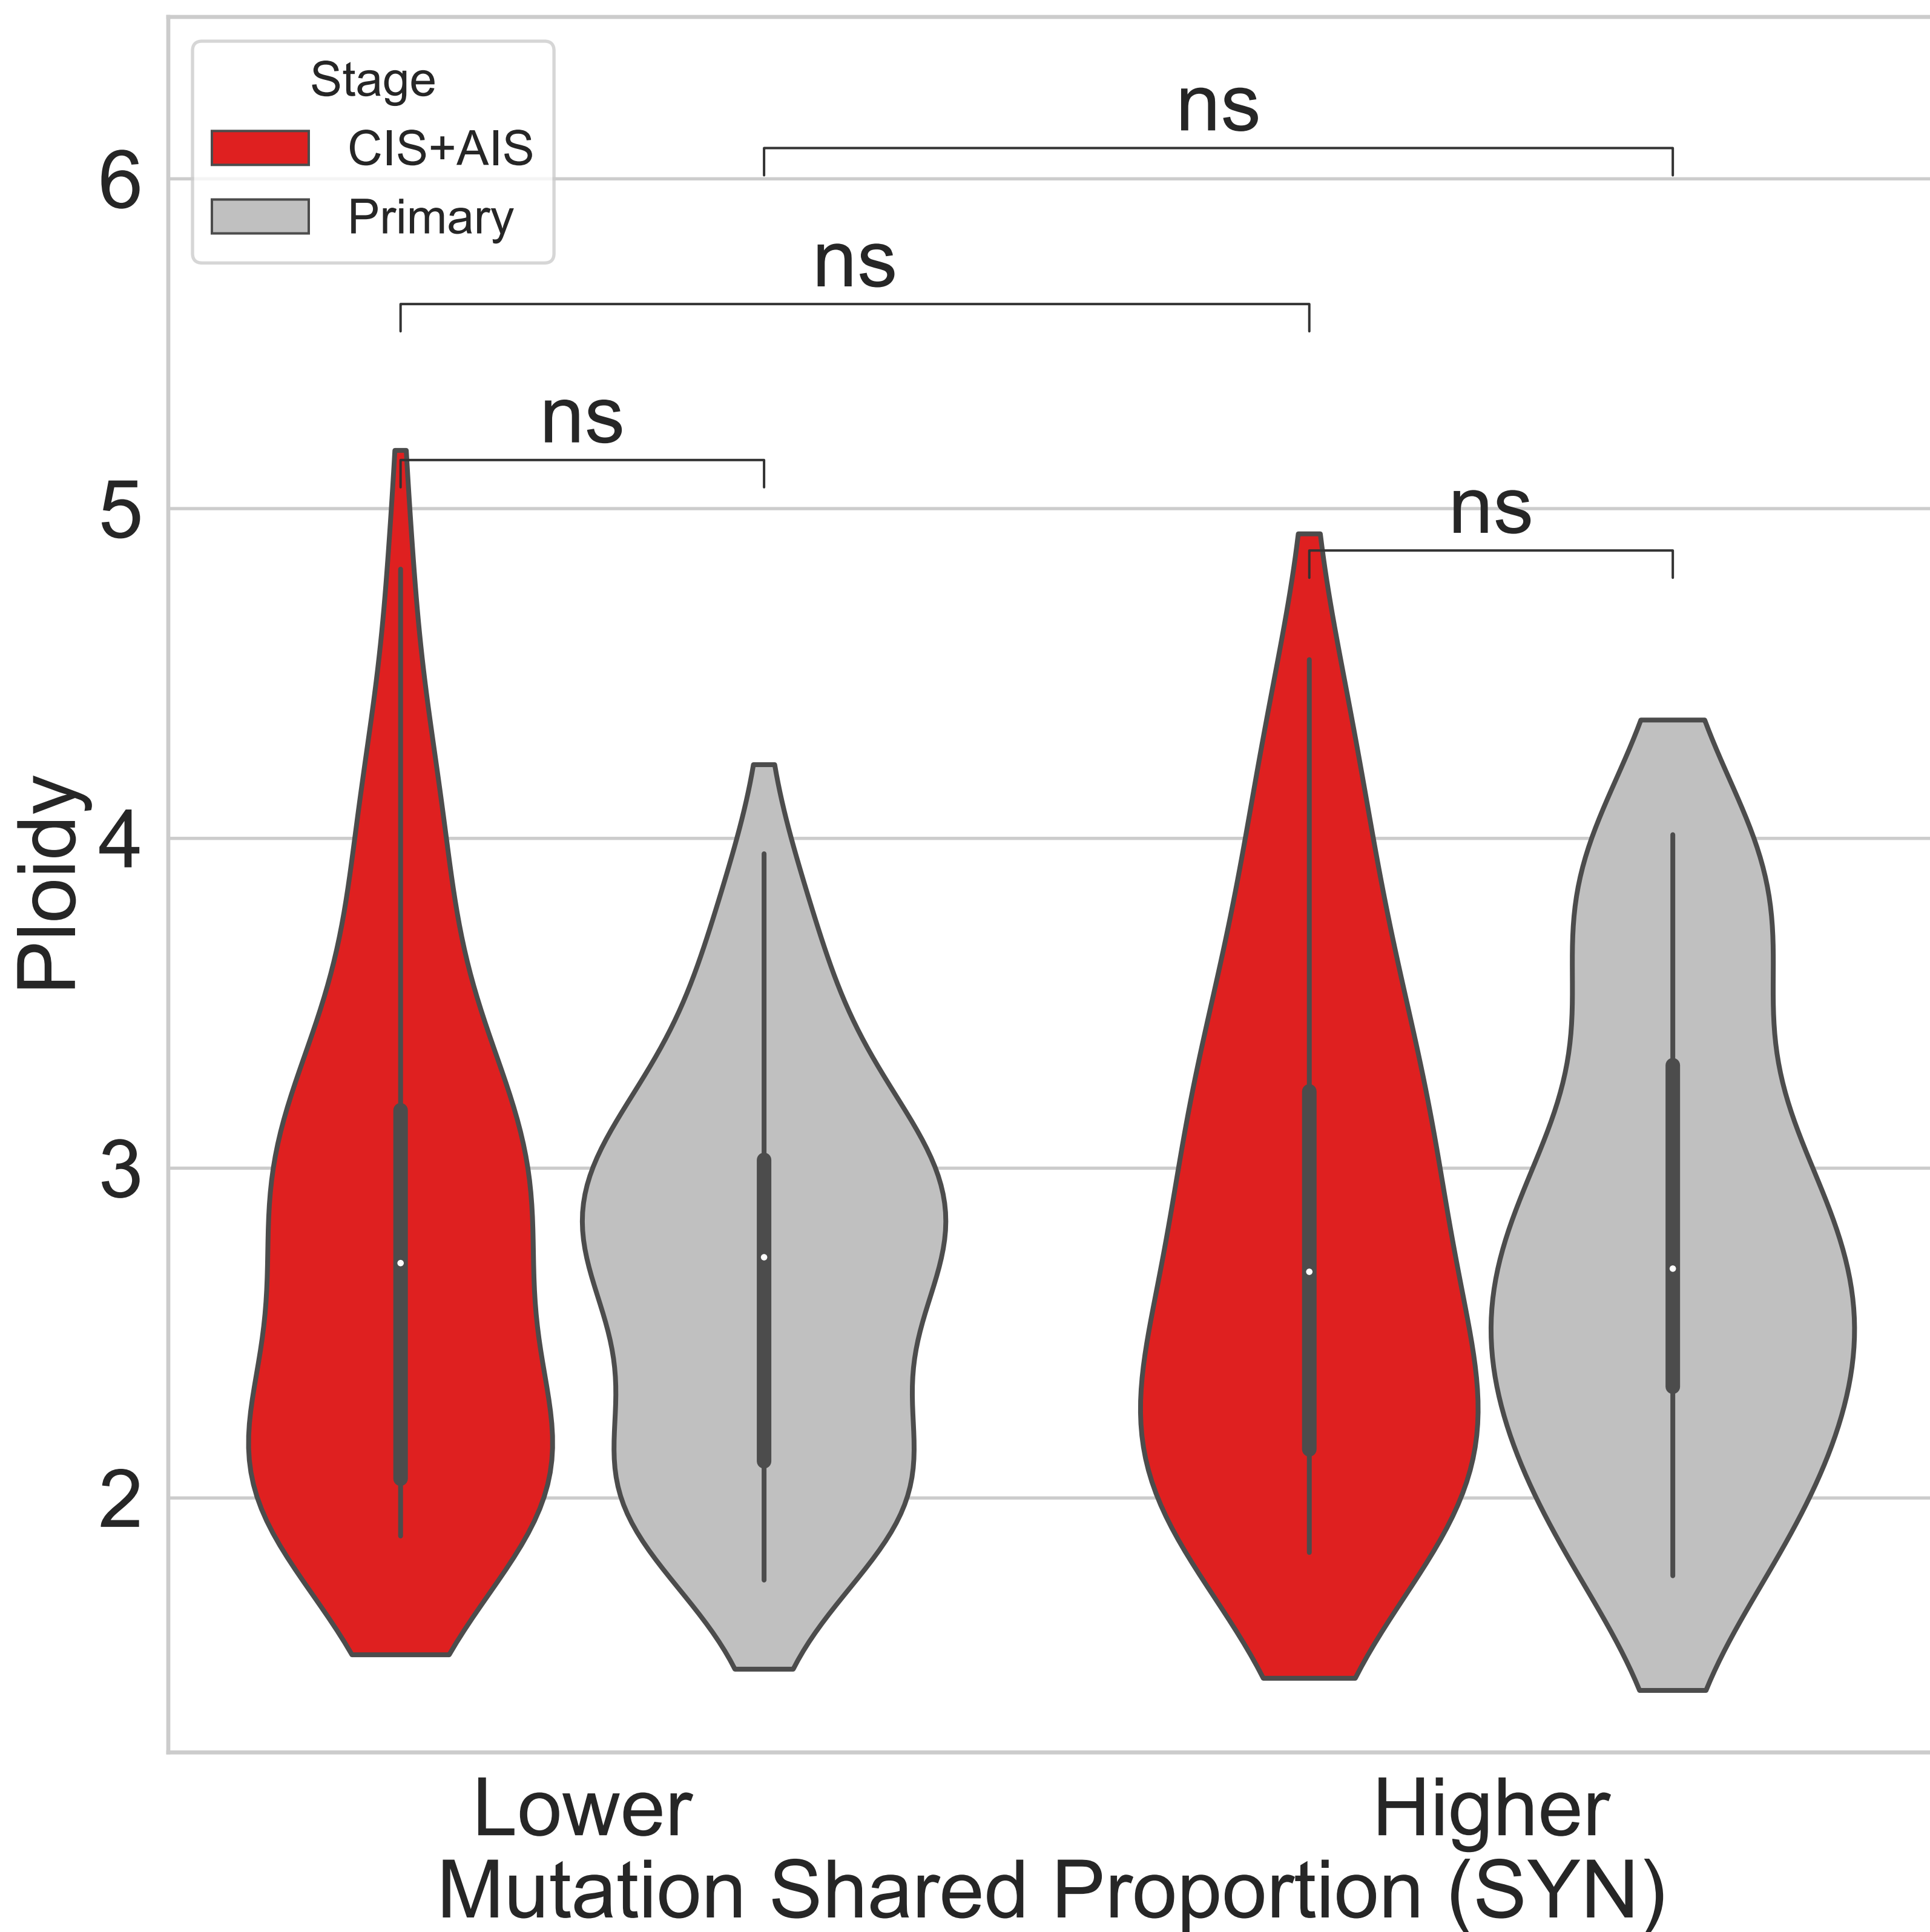 Stage
CIS+AIS
Primary
ns
ns
ns
ns
6
5
4
3
2
Ploidy
Lower
Higher
Mutation Shared Proportion (SYN)